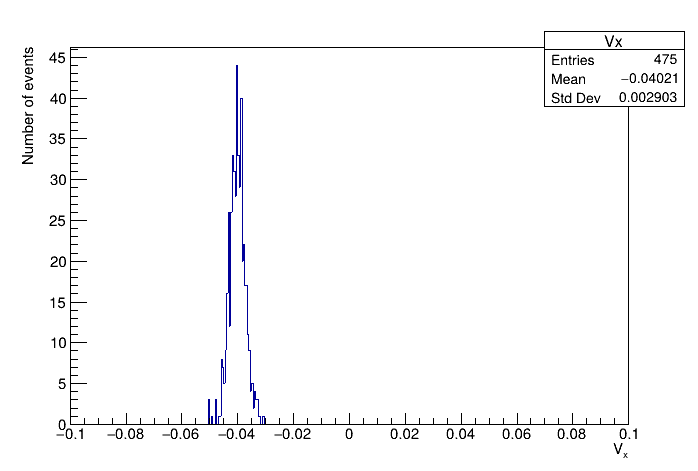 Vx
Entries 475
Mean −0.04021
Std Dev 0.002903
Number of events
45
40
35
30
25
20
15
10
5
0
−0.1 −0.08 −0.06 −0.04 −0.02 0 0.02 0.04 0.06 0.08 0.1
Vx